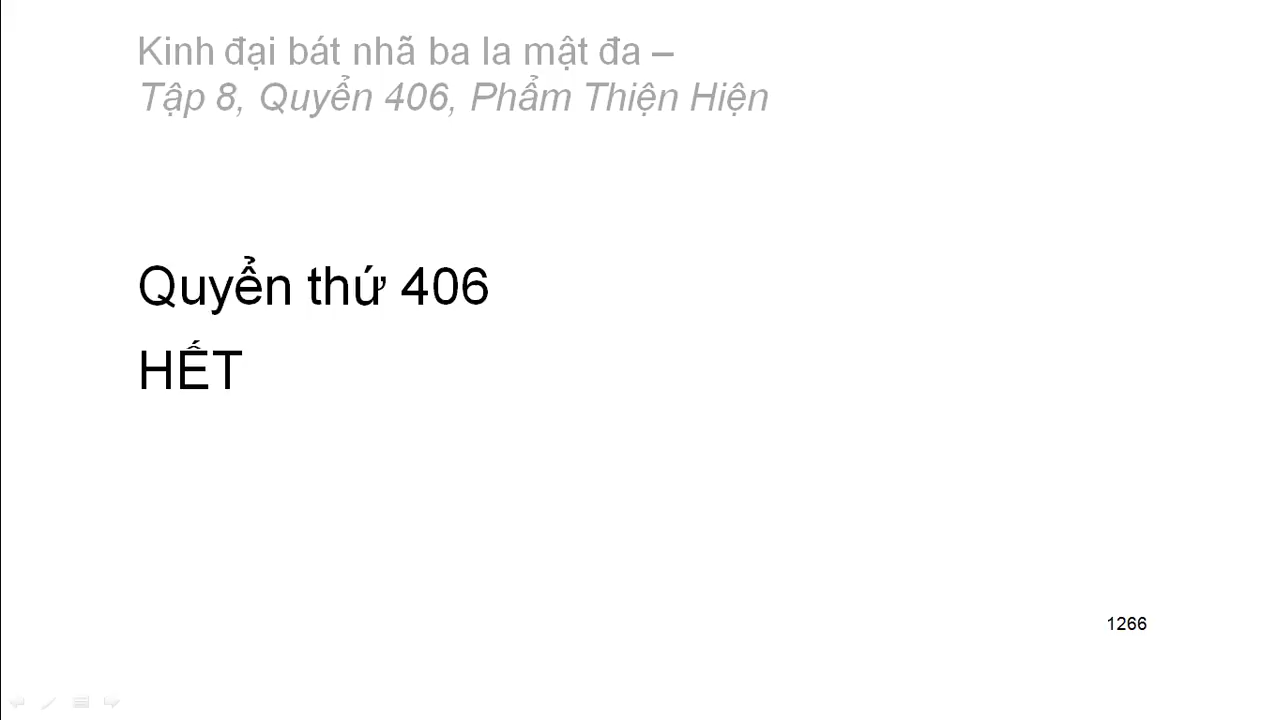 Kinh đại bát nhã ba la mật đa –
Tập 8, Quyển 406, Phẩm Thiện Hiện
Quyển thứ 406
HẾT
1266